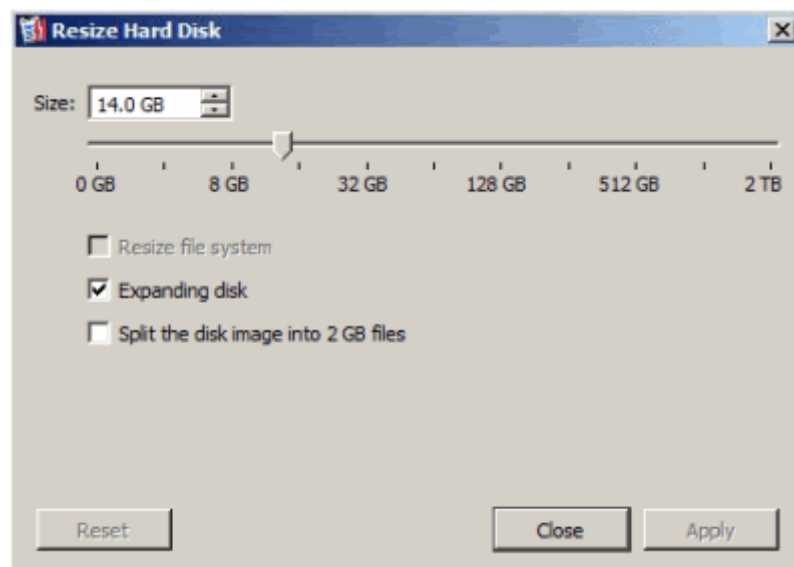 Resize Hard Disk
Size: 14.0 GB
0 GB 8 GB 32 GB 128 GB 512 GB 2 TB
Resize file system
Expanding disk
Split the disk image into 2 GB files
Reset Close Apply